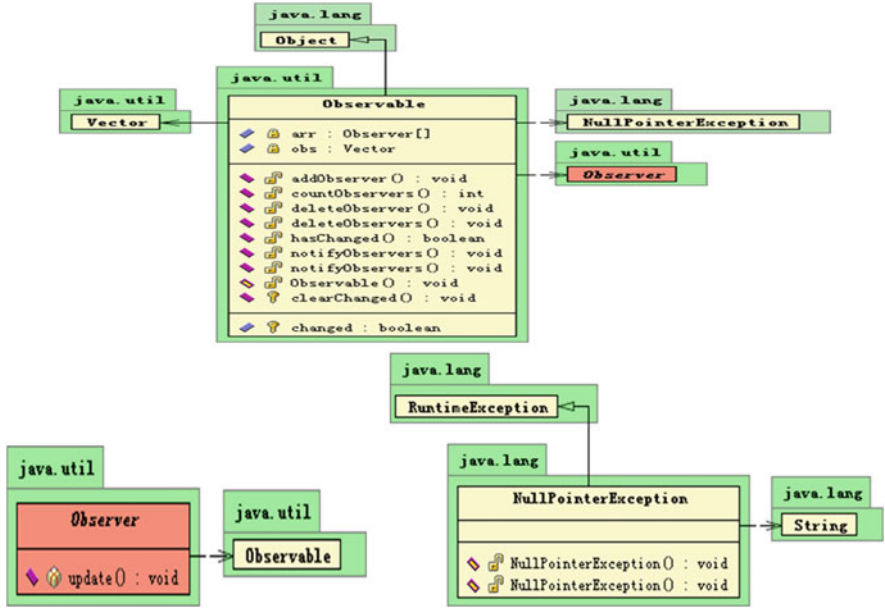 java.lang
Object
java.util
java.util
Vector
Observable
java.lang
NullPointerException
arr : Observer[]
obs : Vector
java.util
Observer
addObserver() : void
countObservers() : int
deleteObserver() : void
deleteObservers() : void
hasChanged() : boolean
notifyObservers() : void
notifyObservers() : void
Observable() : void
clearChanged() : void
changed : boolean
java.lang
RuntimeException
java.util
Observer
update() : void
java.util
Observable
java.lang
NullPointerException
NullPointerException() : void
NullPointerException() : void
java.lang
String